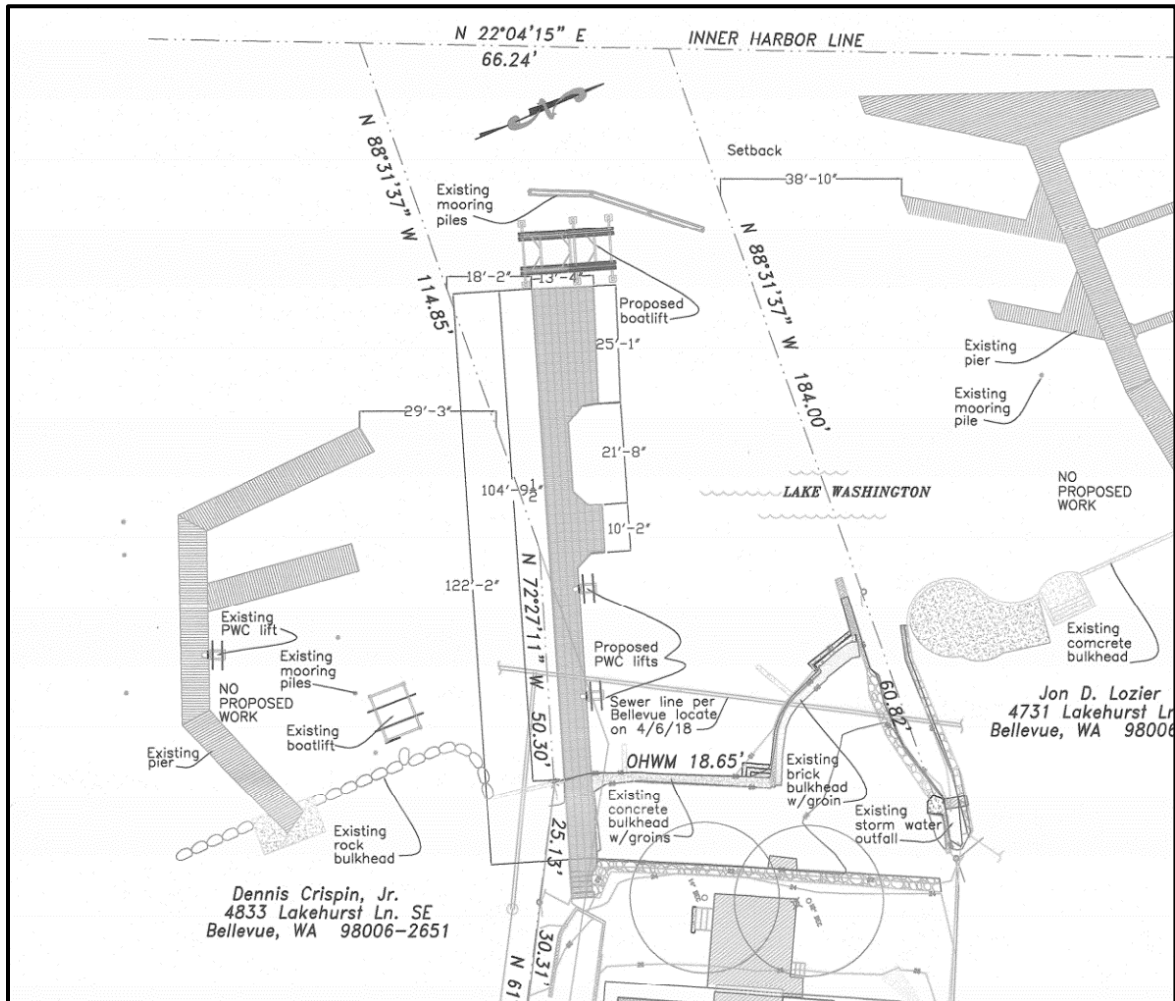 N 22°04'15" E
66.24'
INNER HARBOR LINE
N 88°31'37" W
114.85'
Setback
38'-10"
Existing
mooring
piles
18'-2"
13'-4"
Proposed
boatlift
N 88°31'37" W 184.00'
25'-1"
Existing
pier
Existing
mooring
pile
29'-3"
21'-8"
104'-9½"
LAKE WASHINGTON
NO
PROPOSED
WORK
10'-2"
122'-2"
N 72°27'11" W 50.30'
Existing
PWC lift
Existing
mooring
piles
NO
PROPOSED
WORK
Existing
boatlift
Existing
pier
Proposed
PWC lifts
Sewer line per
Bellevue locate
on 4/6/18
60.82'
Existing
comcrete
bulkhead
Jon D. Lozier
4731 Lakehurst Ln
Bellevue, WA 98006
OHWM 18.65'
Existing
brick
bulkhead
w/groin
Existing
concrete
bulkhead
w/groins
Existing
storm water
outfall
Existing
rock
bulkhead
25.13'
Dennis Crispin, Jr.
4833 Lakehurst Ln. SE
Bellevue, WA 98006-2651
30.31'
N 61